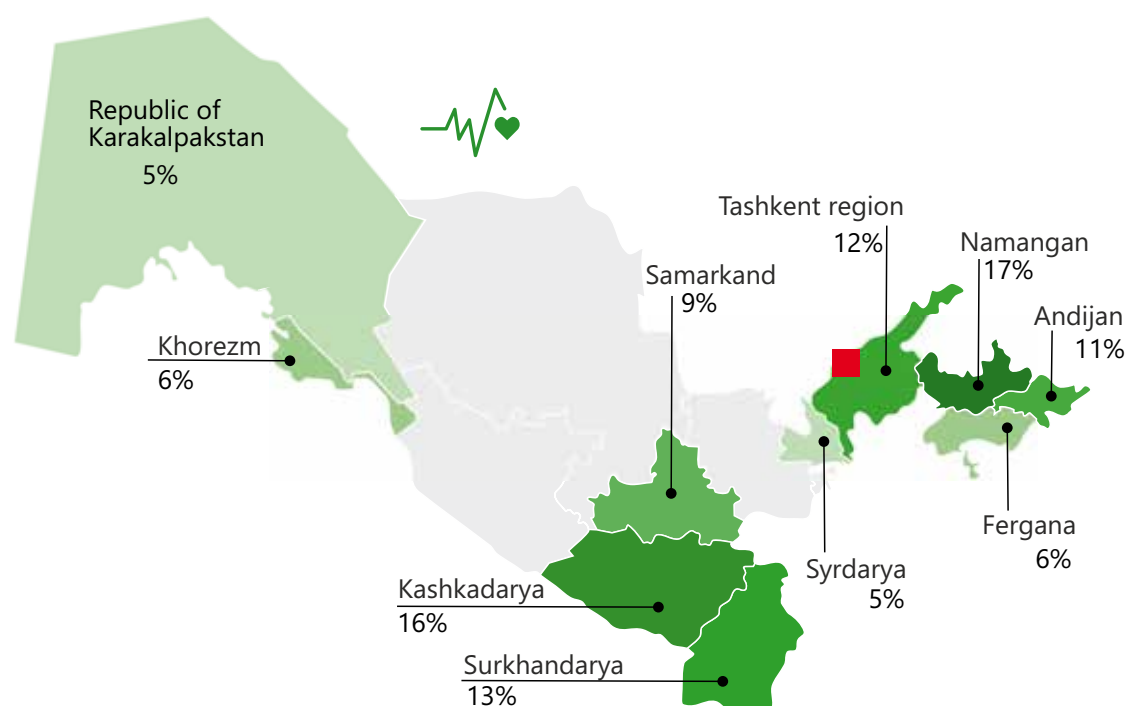 Republic of
Karakalpakstan
5%
Tashkent region
12%
Namangan
17%
Samarkand
9%
Andijan
11%
Khorezm
6%
Fergana
6%
Syrdarya
5%
Kashkadarya
16%
Surkhandarya
13%